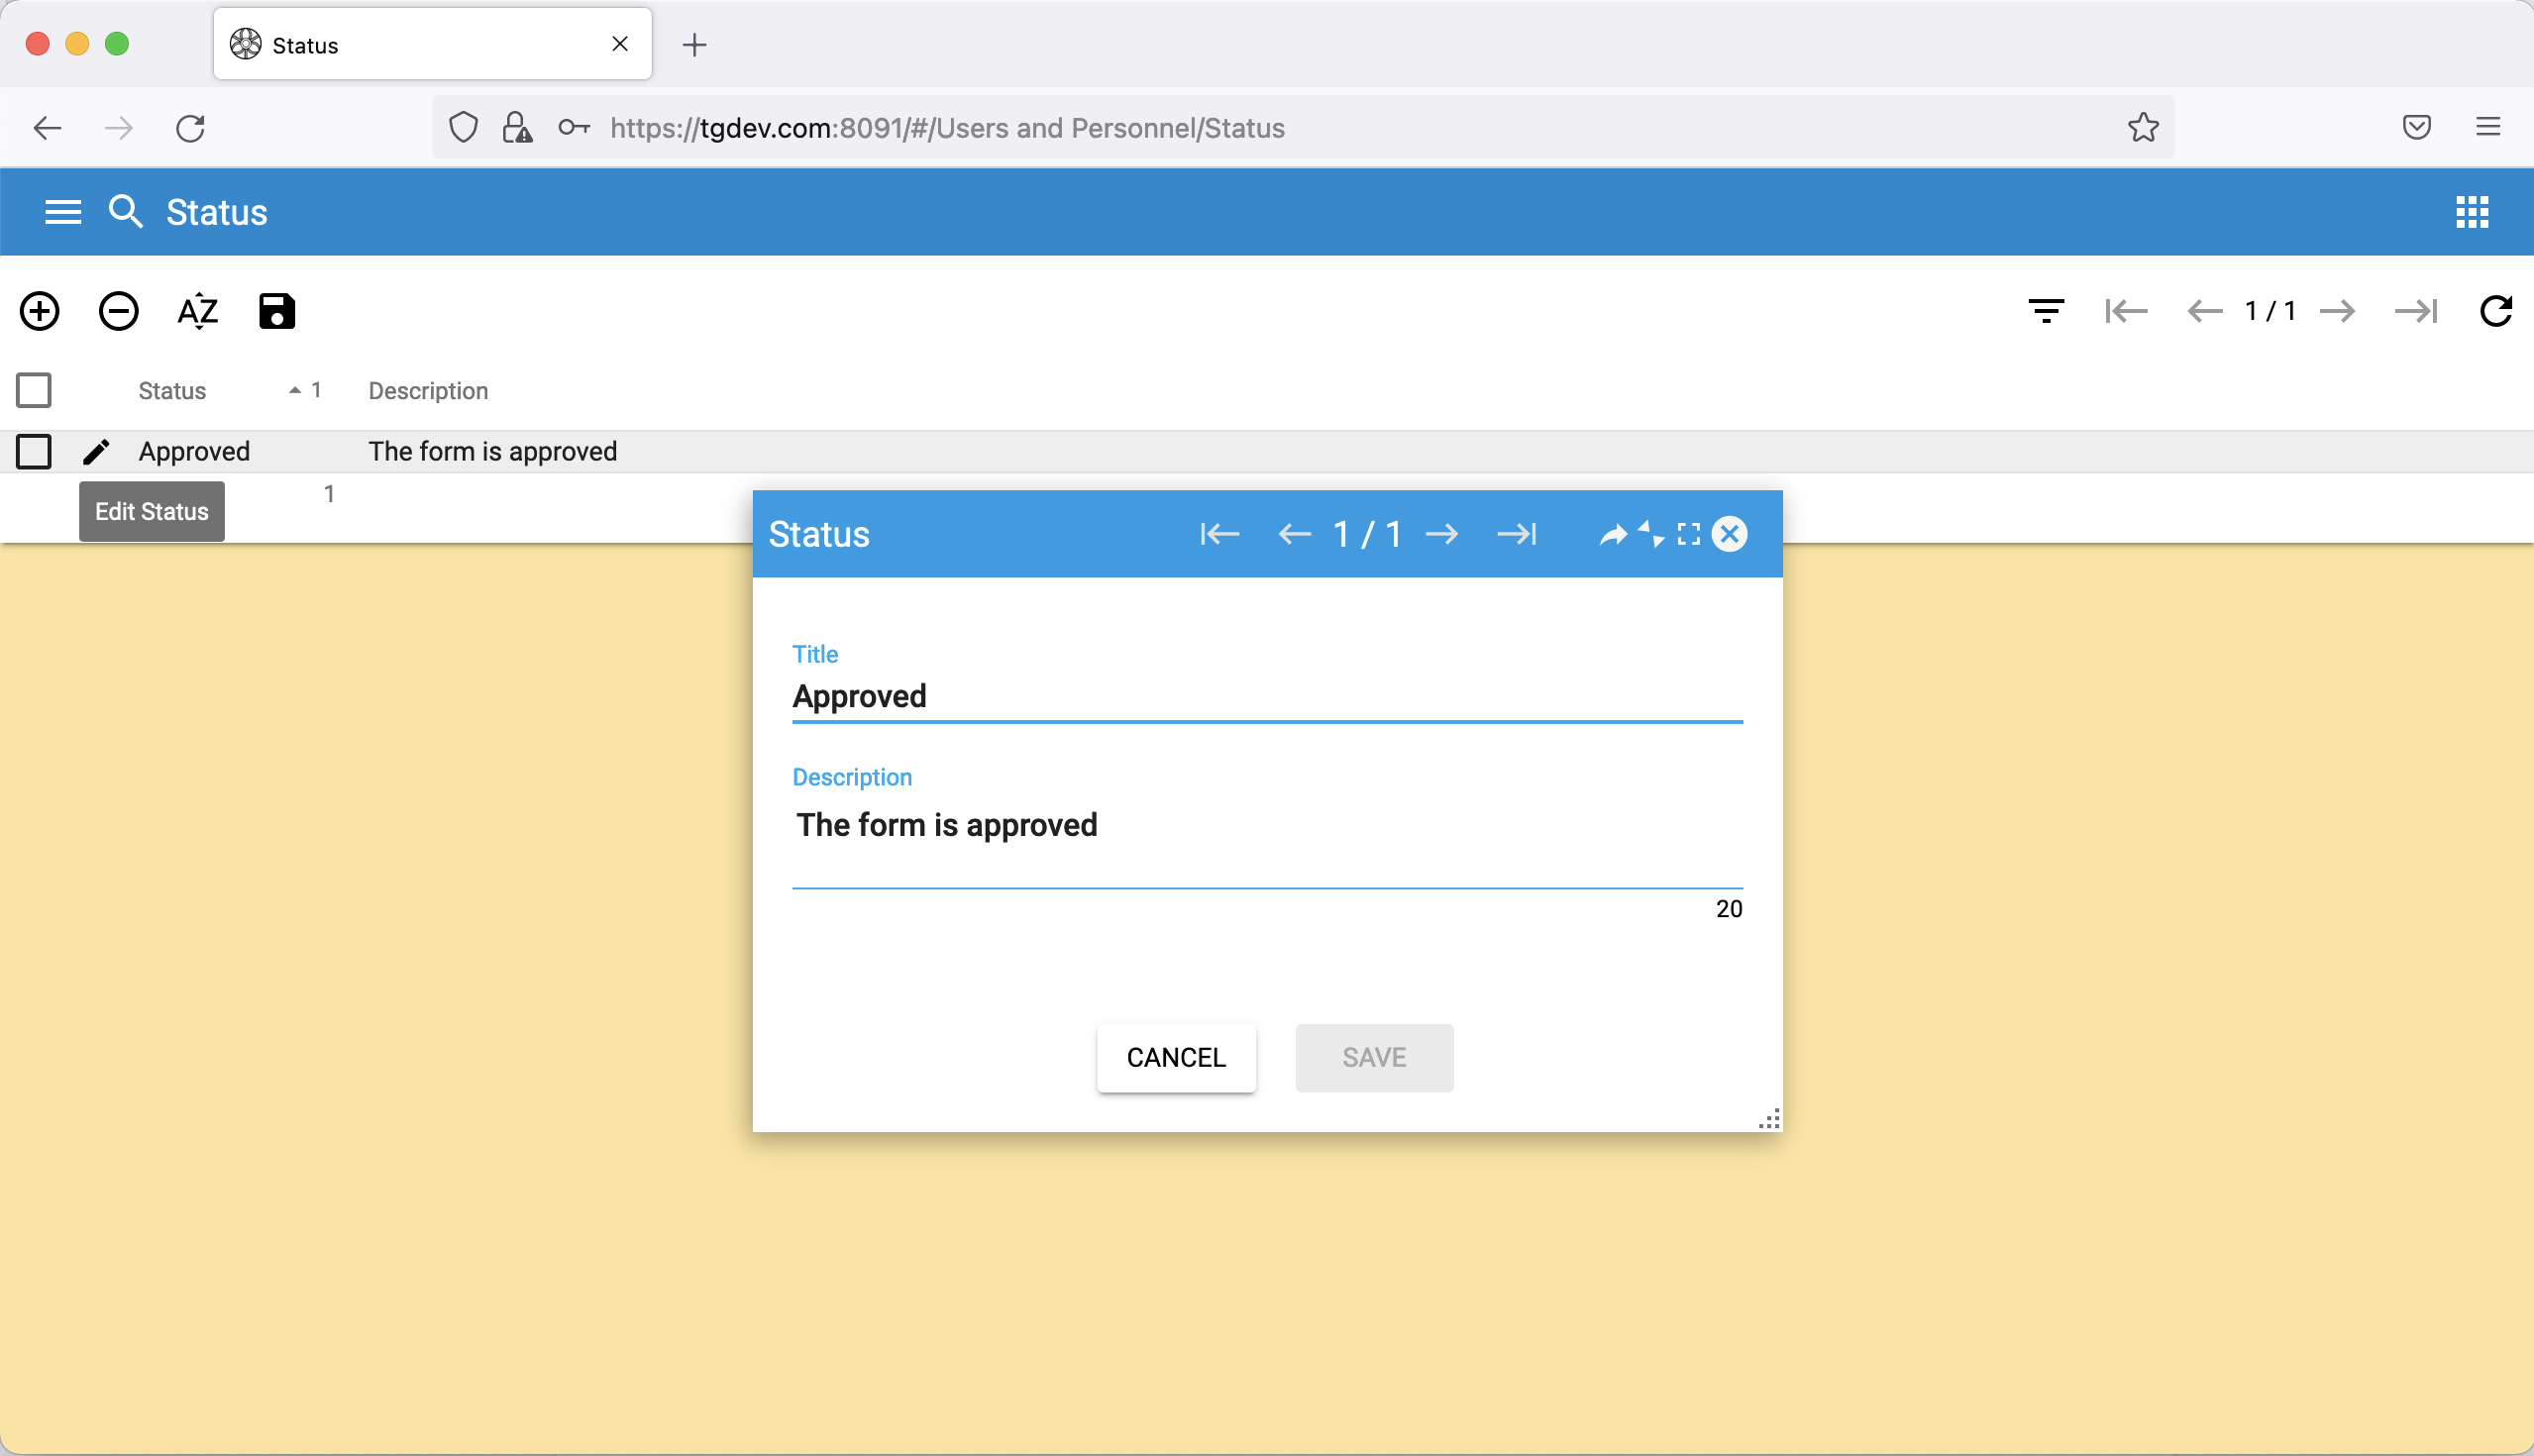 Status
https://tgdev.com:8091/#/Users and Personnel/Status
Status
AZ
1 / 1
Status 1 Description
Approved The form is approved
Edit Status
1
Status 1 / 1
Title
Approved
Description
The form is approved
20
CANCEL SAVE